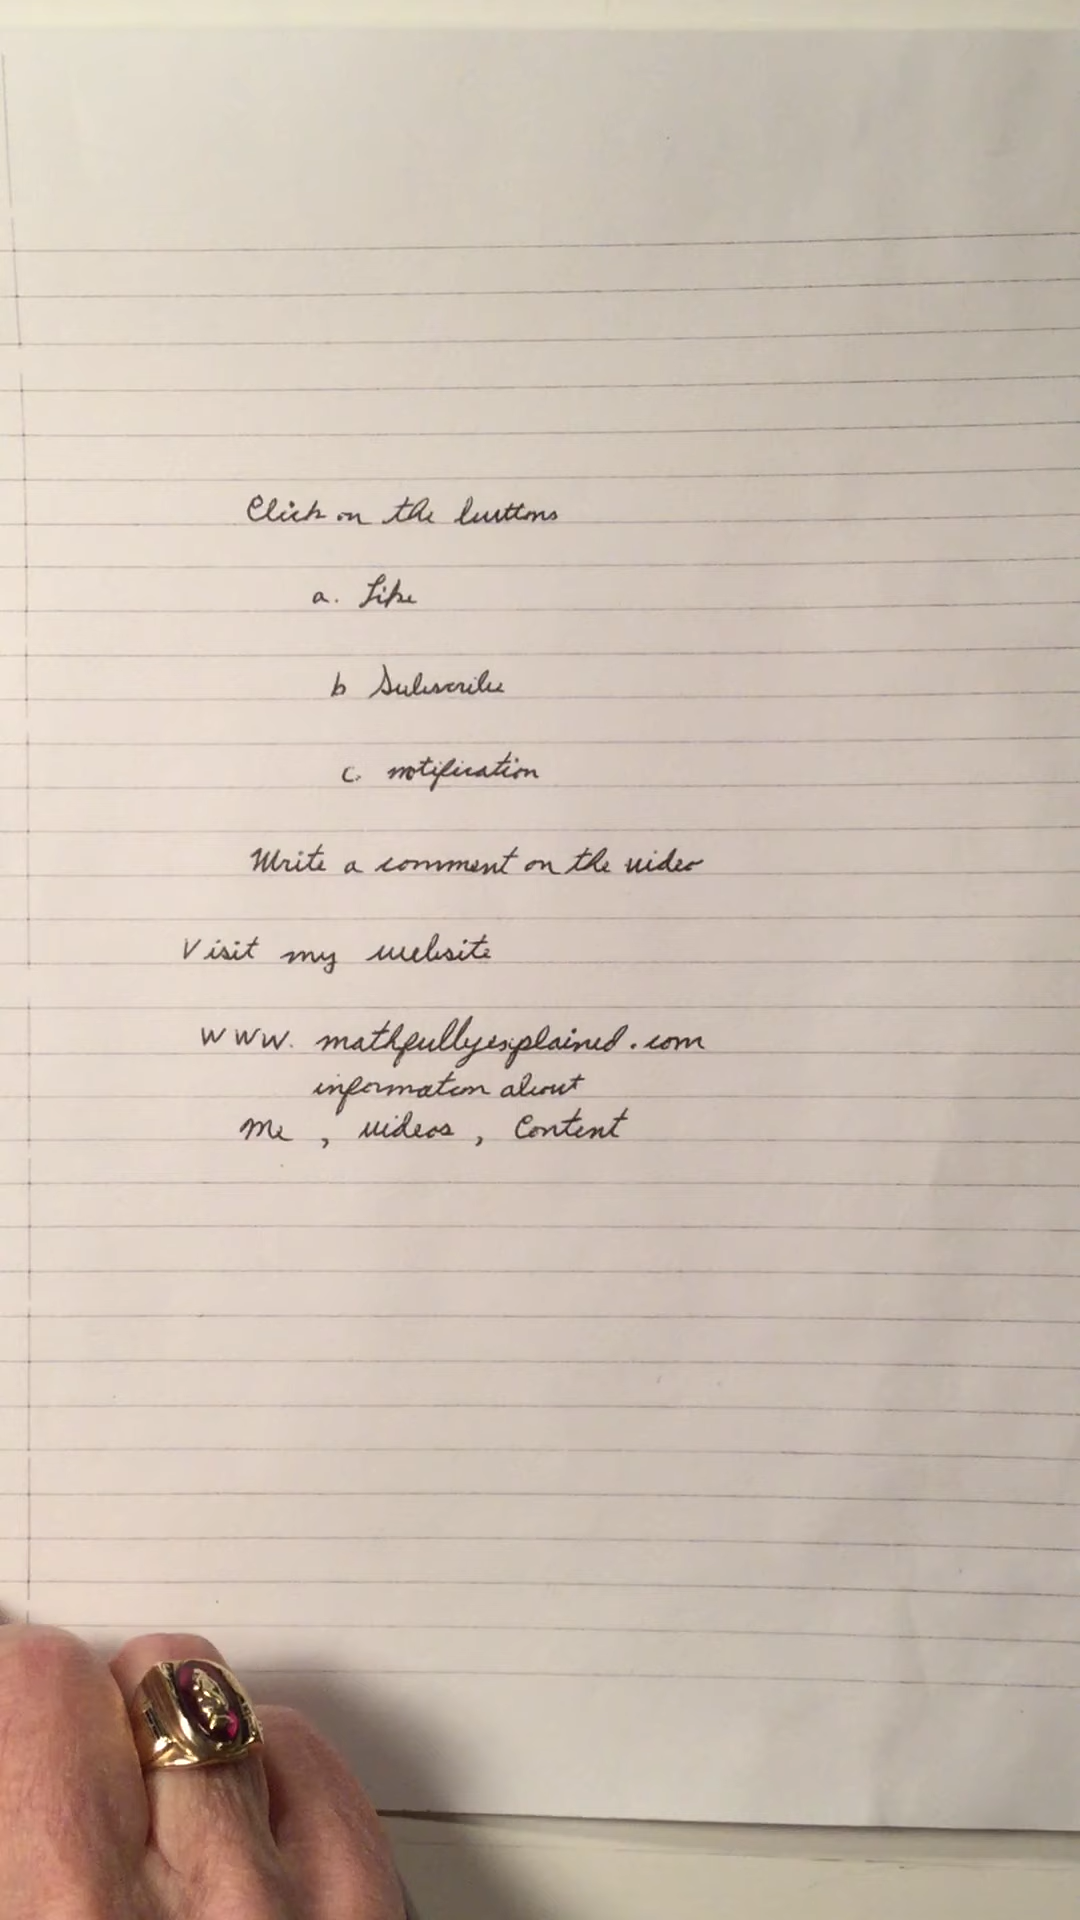 Click on the buttons
a. Like
b Subscribe
c. notification
Write a comment on the video
Visit my website
www. mathfullyexplained.com
information about
Me , videos , Content